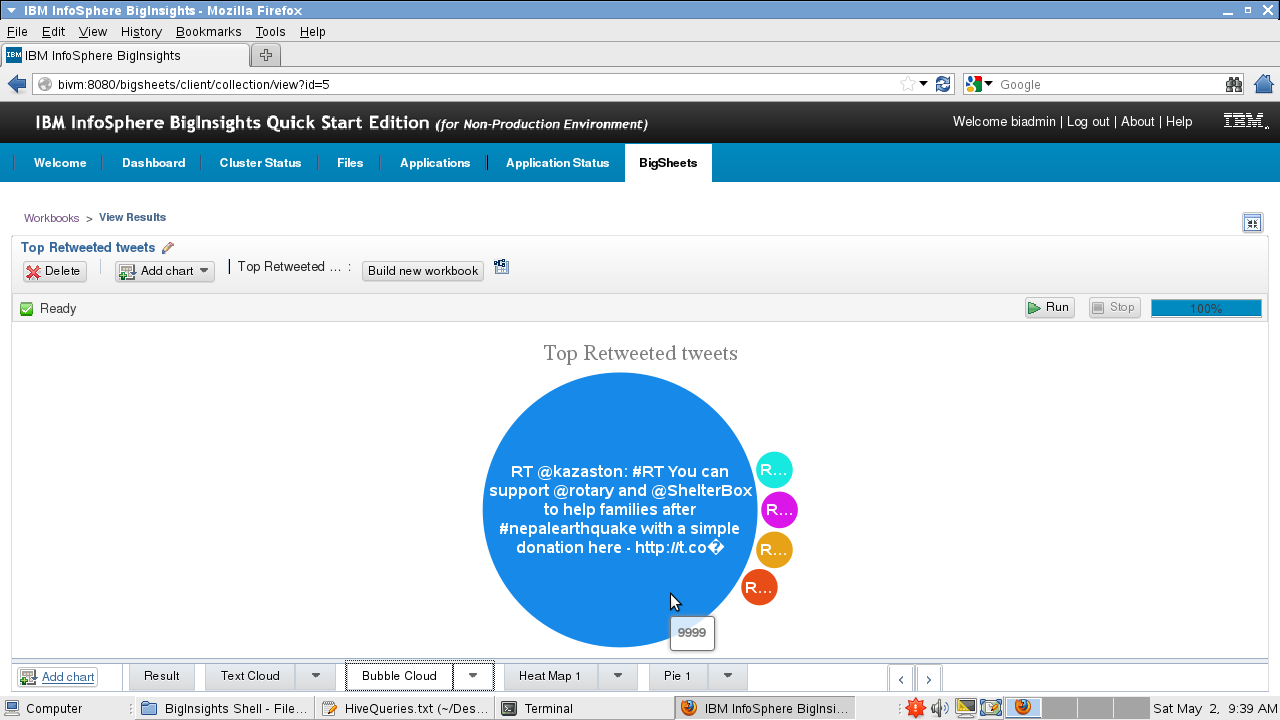 IBM InfoSphere BigInsights - Mozilla Firefox
File Edit View History Bookmarks Tools Help
IBM InfoSphere BigInsights
bivm:8080/bigsheets/client/collection/view?id=5
Google
IBM InfoSphere BigInsights Quick Start Edition (for Non-Production Environment)
Welcome biadmin | Log out | About | Help
IBM.
Welcome Dashboard Cluster Status Files Applications Application Status BigSheets
Workbooks > View Results
Top Retweeted tweets
Delete Add chart Top Retweeted ... : Build new workbook
Ready Run Stop 100%
Top Retweeted tweets
RT @kazaston: #RT You can
support @rotary and @ShelterBox
to help families after
#nepalearthquake with a simple
donation here - http://t.co�
R...
R...
R...
R...
9999
Add chart Result Text Cloud Bubble Cloud Heat Map 1 Pie 1
Computer BigInsights Shell - File... HiveQueries.txt (~/Des... Terminal IBM InfoSphere BigInsi... Sat May 2, 9:39 AM